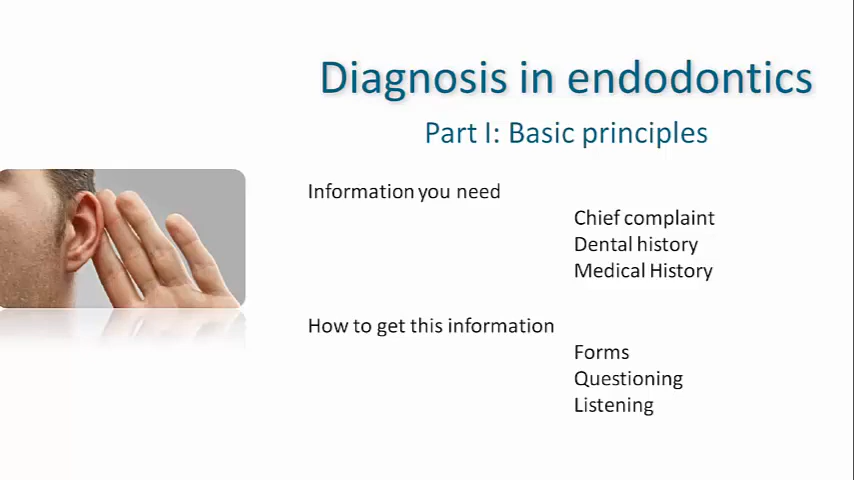 Diagnosis in endodontics
Part I: Basic principles
Information you need
Chief complaint
Dental history
Medical History
How to get this information
Forms
Questioning
Listening